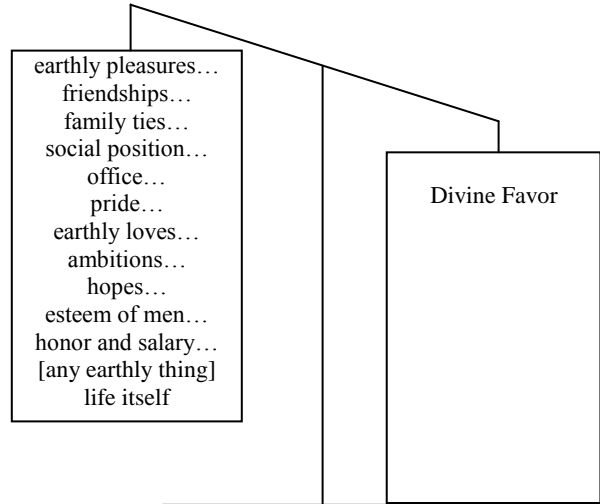 earthly pleasures…
friendships…
family ties…
social position…
office…
pride…
earthly loves…
ambitions…
hopes…
esteem of men…
honor and salary…
[any earthly thing]
life itself
Divine Favor